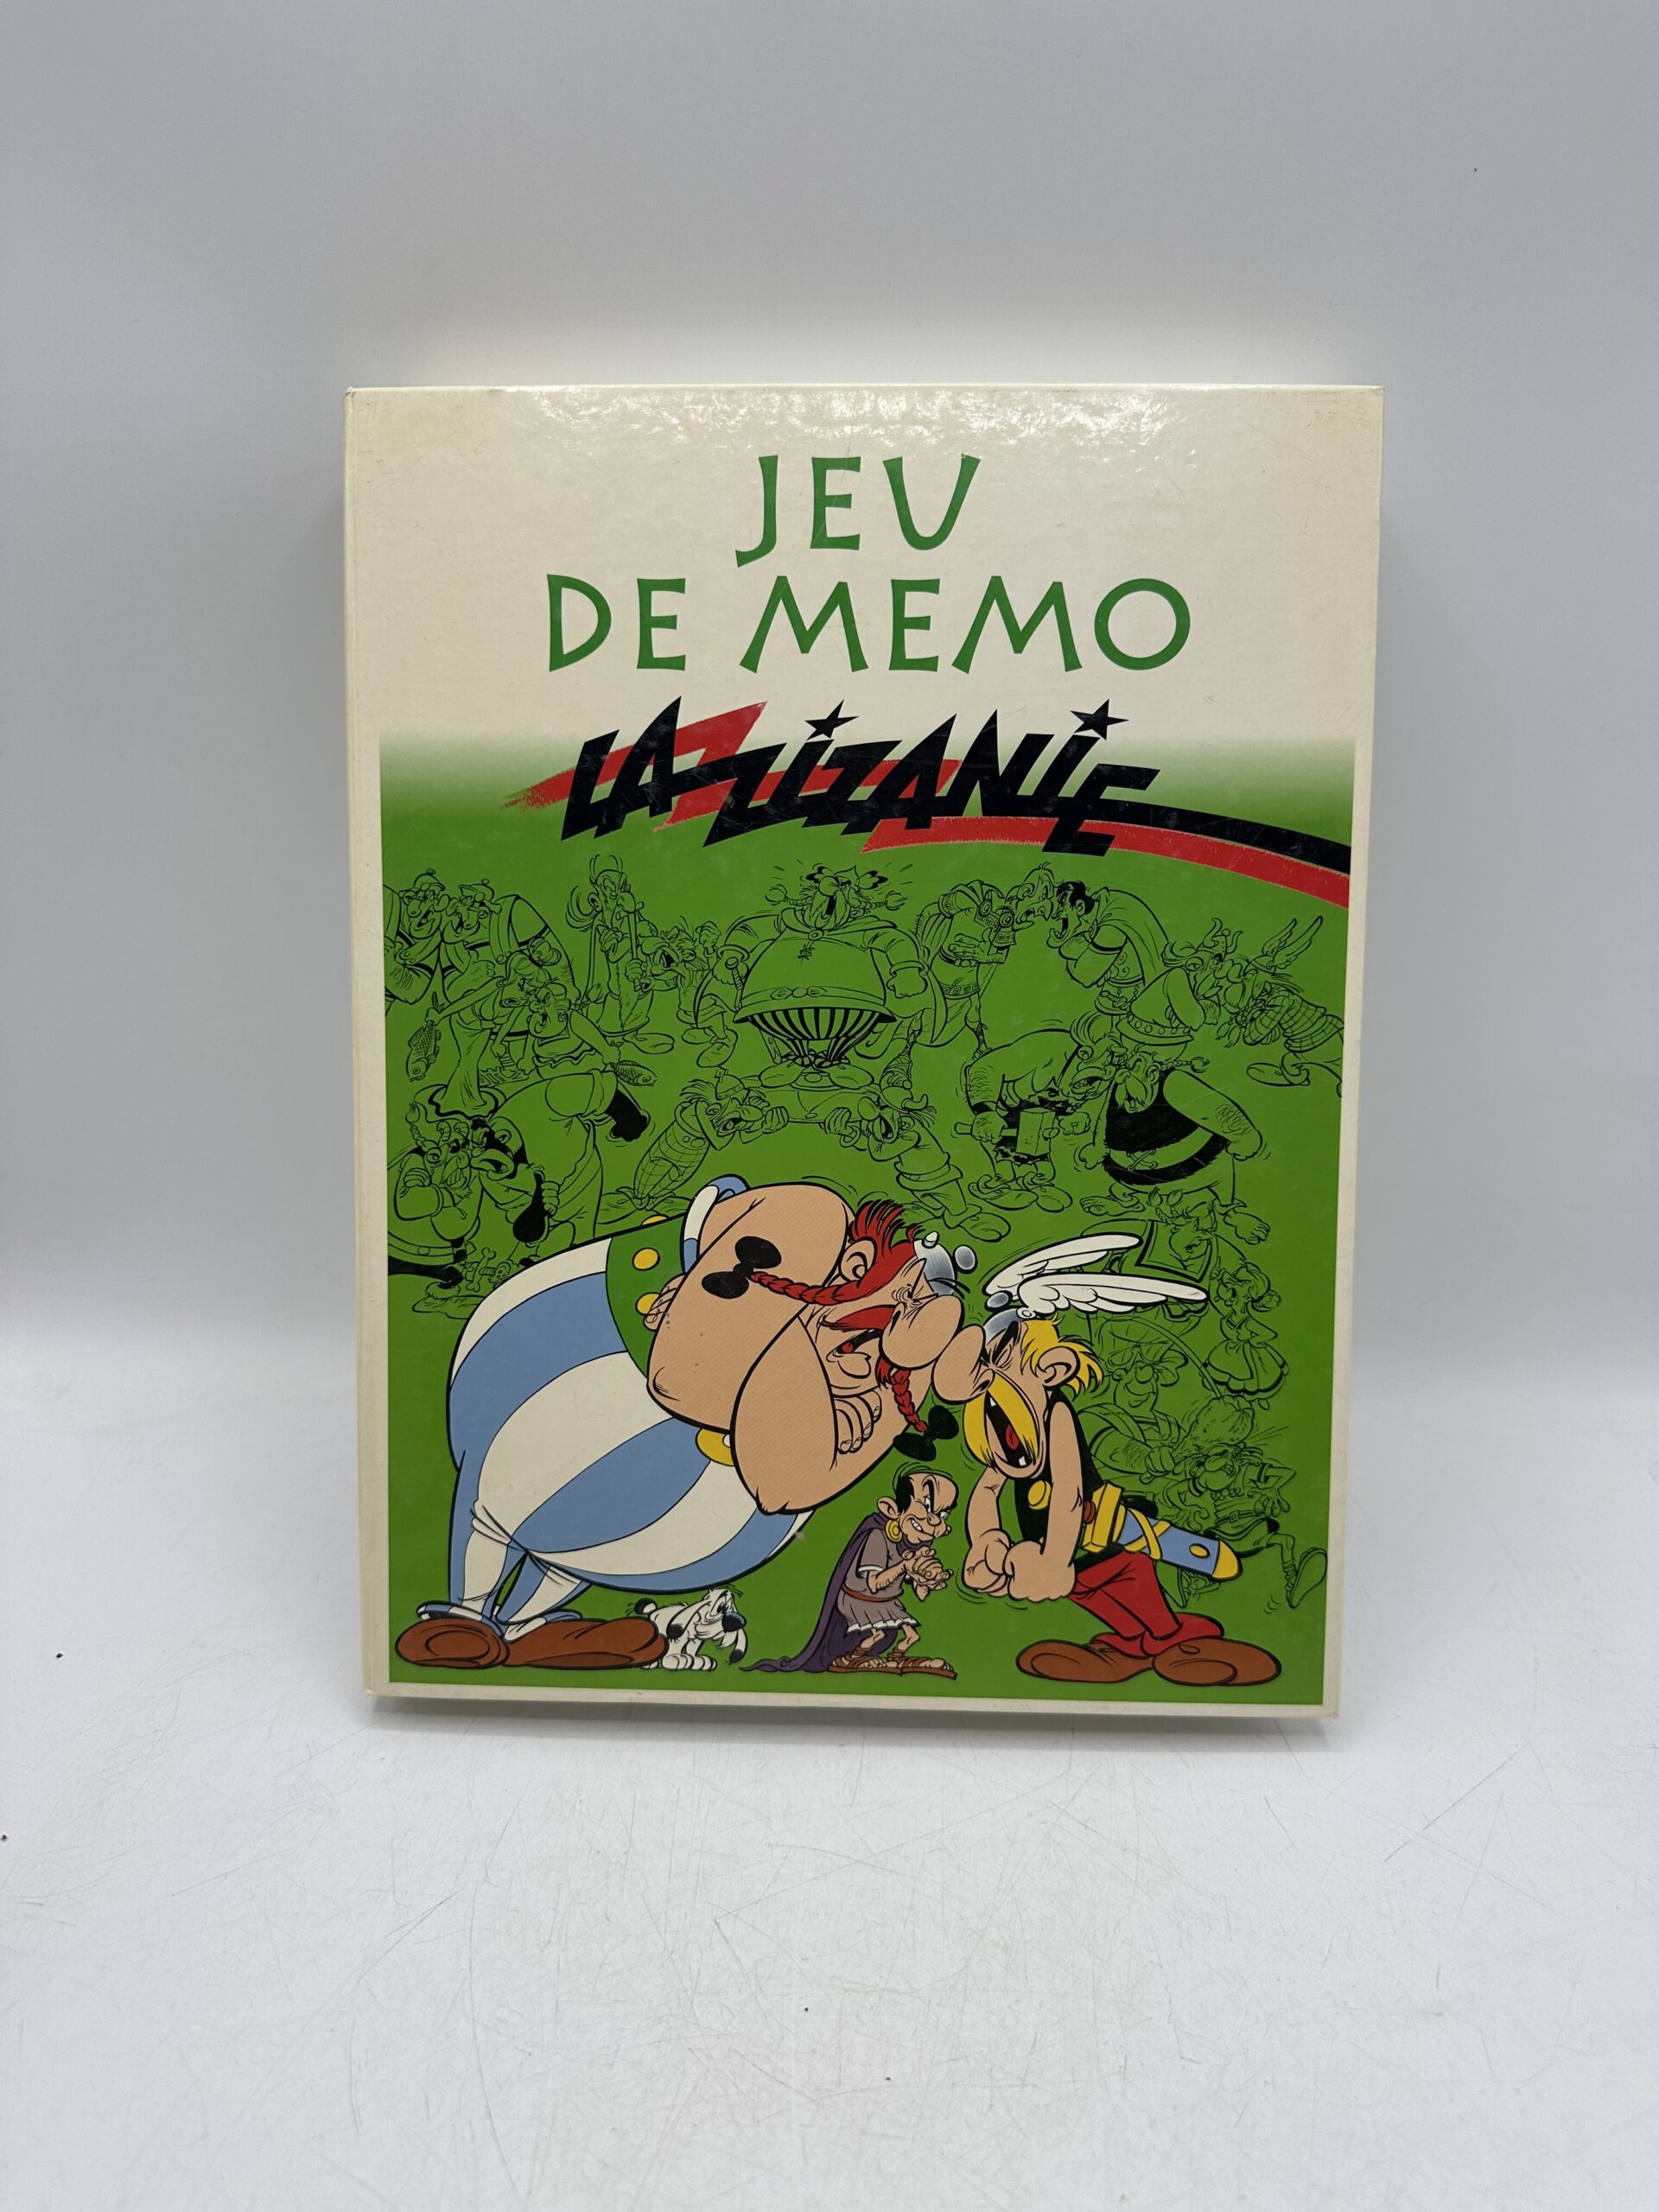 JEU
DE MEMO
LA ZIZANIE